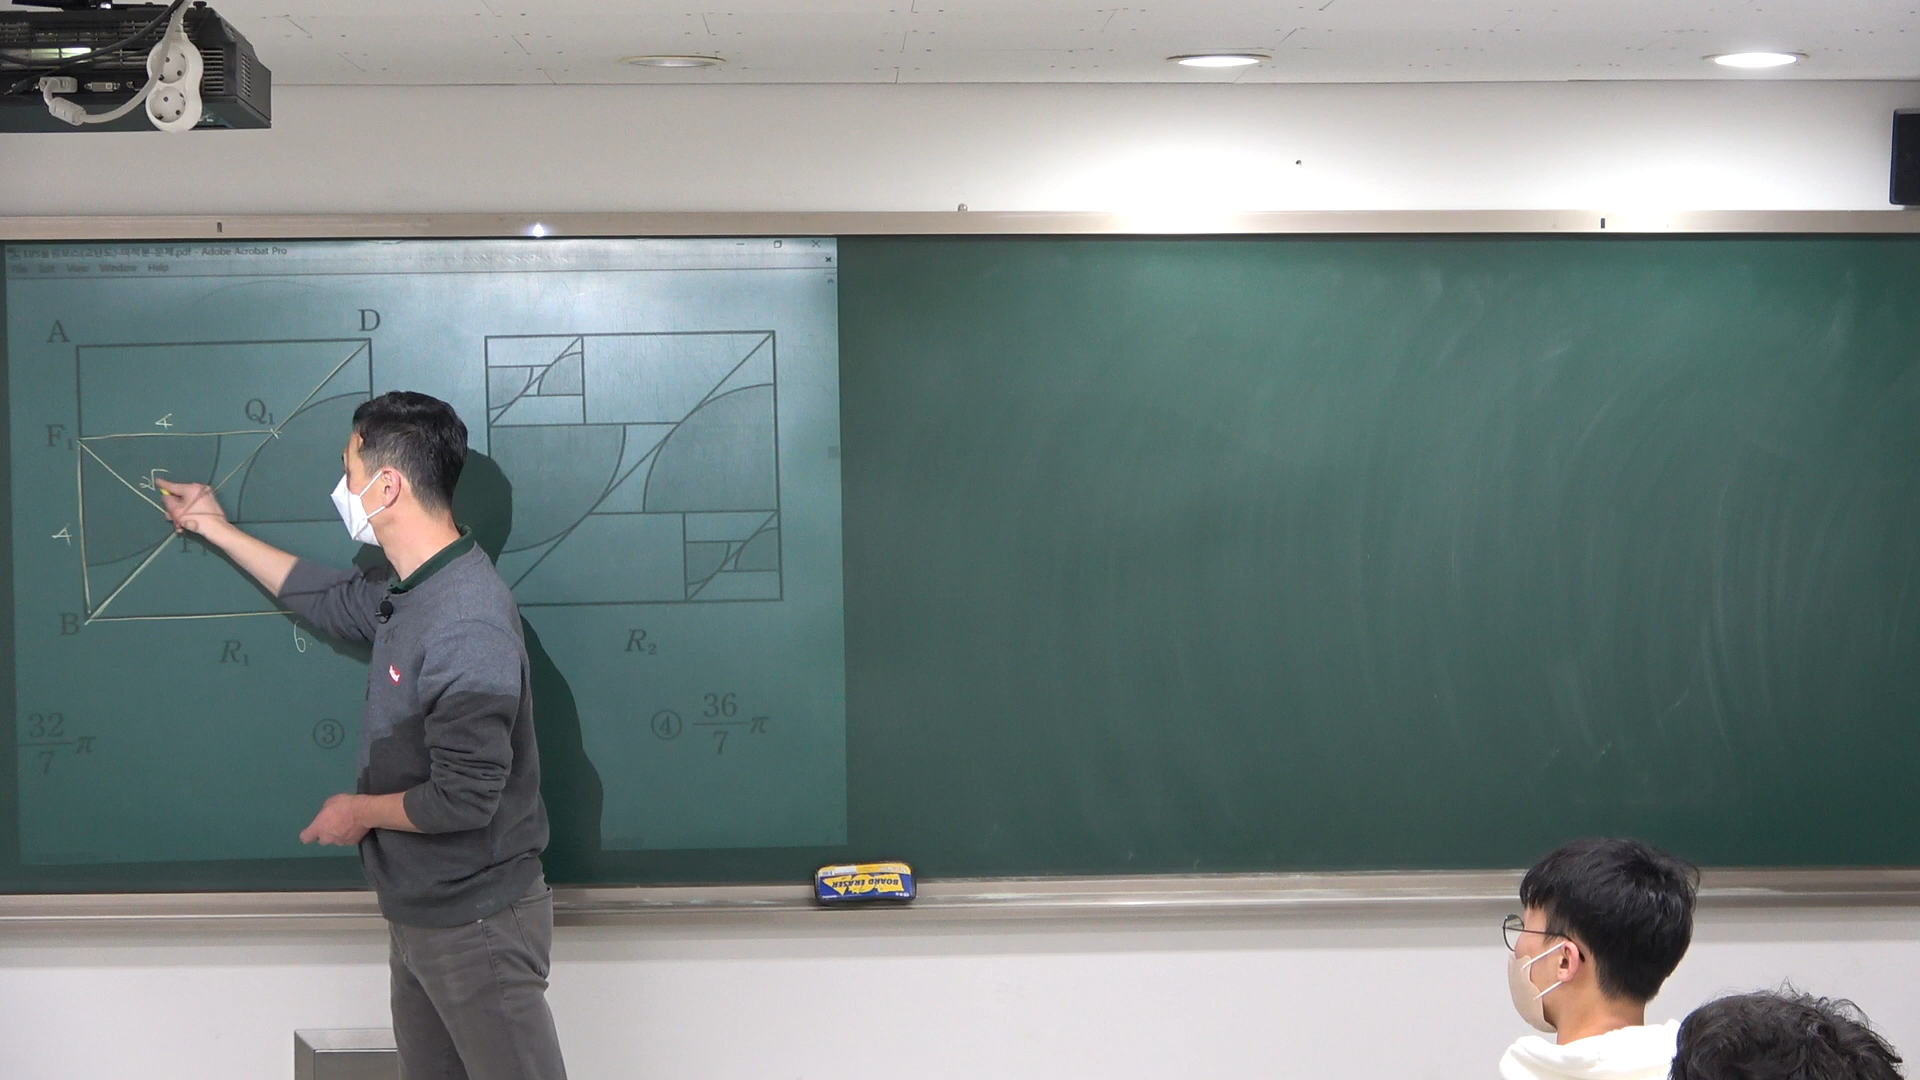 Adobe Acrobat Pro
File Edit View Window Help
A
D
4
Q₁
F₁
2√
4
B
6
R₁
R₂
32/7 π
③
④ 36/7 π
BOARD ERASER